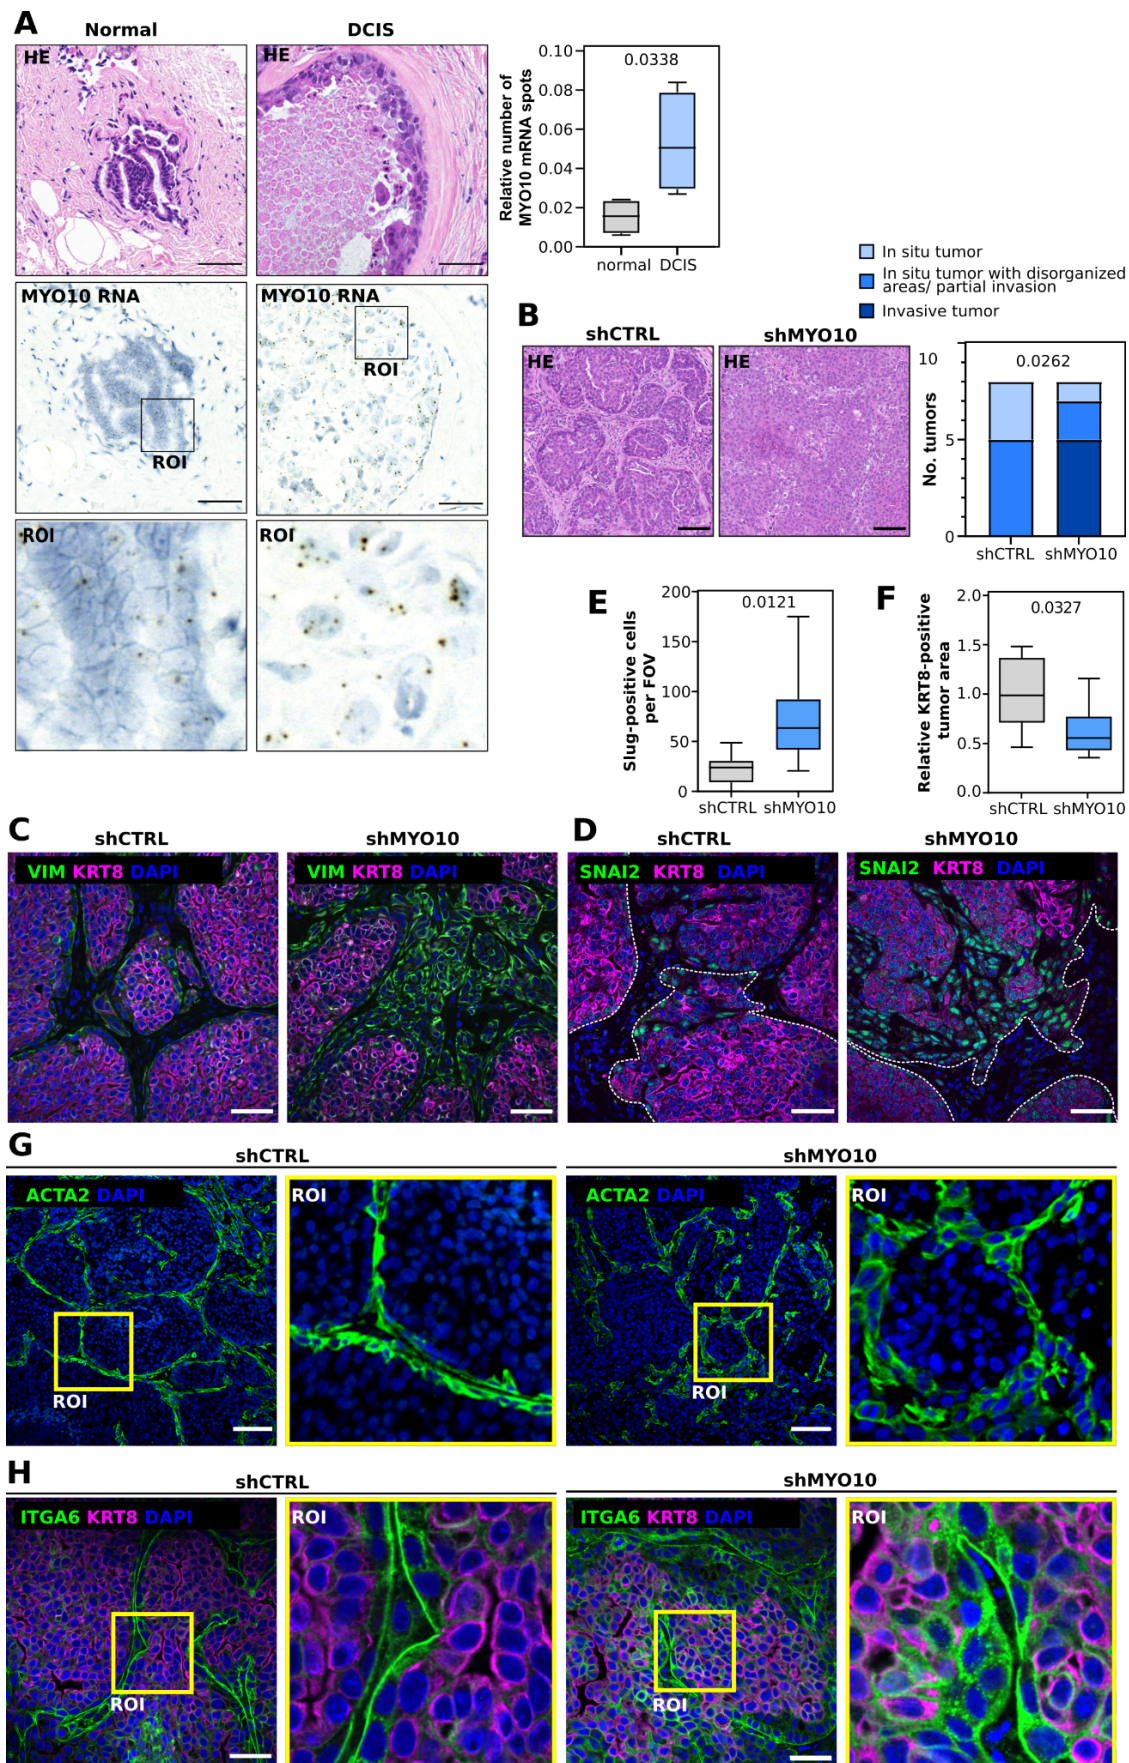 A
Normal
DCIS
HE
HE
Relative number of
MYO10 mRNA spots
0.10
0.08
0.06
0.04
0.02
0.00
0.0338
normal DCIS
MYO10 RNA
ROI
MYO10 RNA
ROI
ROI
ROI
In situ tumor
In situ tumor with disorganized
areas/ partial invasion
Invasive tumor
B
shCTRL
shMYO10
HE
HE
No. tumors
10
5
0
0.0262
shCTRL shMYO10
E
Slug-positive cells
per FOV
200
150
100
50
0
0.0121
shCTRL shMYO10
F
Relative KRT8-positive
tumor area
2.0
1.5
1.0
0.5
0.0
0.0327
shCTRL shMYO10
C
shCTRL
shMYO10
VIM KRT8 DAPI
VIM KRT8 DAPI
D
shCTRL
shMYO10
SNAI2 KRT8 DAPI
SNAI2 KRT8 DAPI
G
shCTRL
shMYO10
ACTA2 DAPI
ROI
ROI
ACTA2 DAPI
ROI
ROI
H
shCTRL
shMYO10
ITGA6 KRT8 DAPI
ROI
ROI
ITGA6 KRT8 DAPI
ROI
ROI